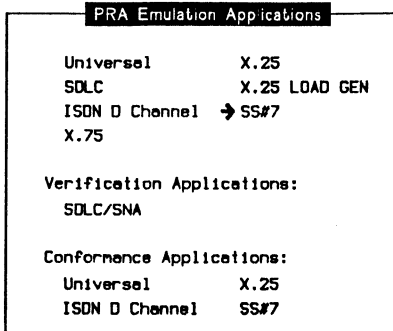 PRA Emulation Applications
Universal X.25
SDLC X.25 LOAD GEN
ISDN D Channel → SS#7
X.75
Verification Applications:
SDLC/SNA
Conformance Applications:
Universal X.25
ISDN D Channel SS#7